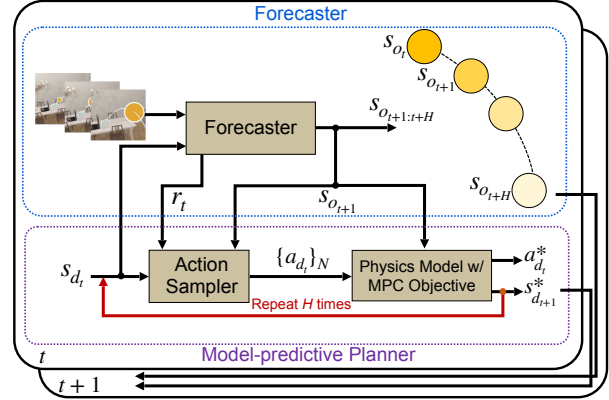 Forecaster
s_{o_t}
s_{o_{t+1}}
Forecaster
s_{o_{t+1:t+H}}
r_t
s_{o_{t+1}}
s_{o_{t+H}}
s_{d_t}
Action
Sampler
{a_{d_t}}_N
Physics Model w/
MPC Objective
a^*_{d_t}
s^*_{d_{t+1}}
Repeat H times
Model-predictive Planner
t
t + 1